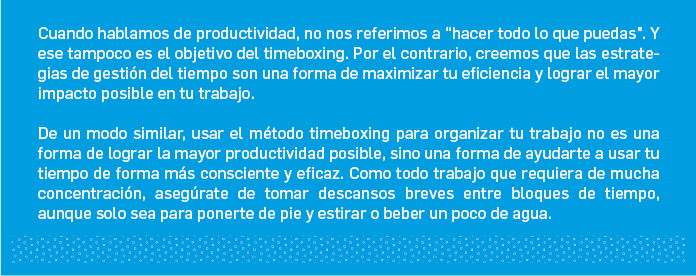 Cuando hablamos de productividad, no nos referimos a “hacer todo lo que puedas”. Y
ese tampoco es el objetivo del timeboxing. Por el contrario, creemos que las estrate-
gias de gestión del tiempo son una forma de maximizar tu eficiencia y lograr el mayor
impacto posible en tu trabajo.
De un modo similar, usar el método timeboxing para organizar tu trabajo no es una
forma de lograr la mayor productividad posible, sino una forma de ayudarte a usar tu
tiempo de forma más consciente y eficaz. Como todo trabajo que requiera de mucha
concentración, asegúrate de tomar descansos breves entre bloques de tiempo,
aunque solo sea para ponerte de pie y estirar o beber un poco de agua.